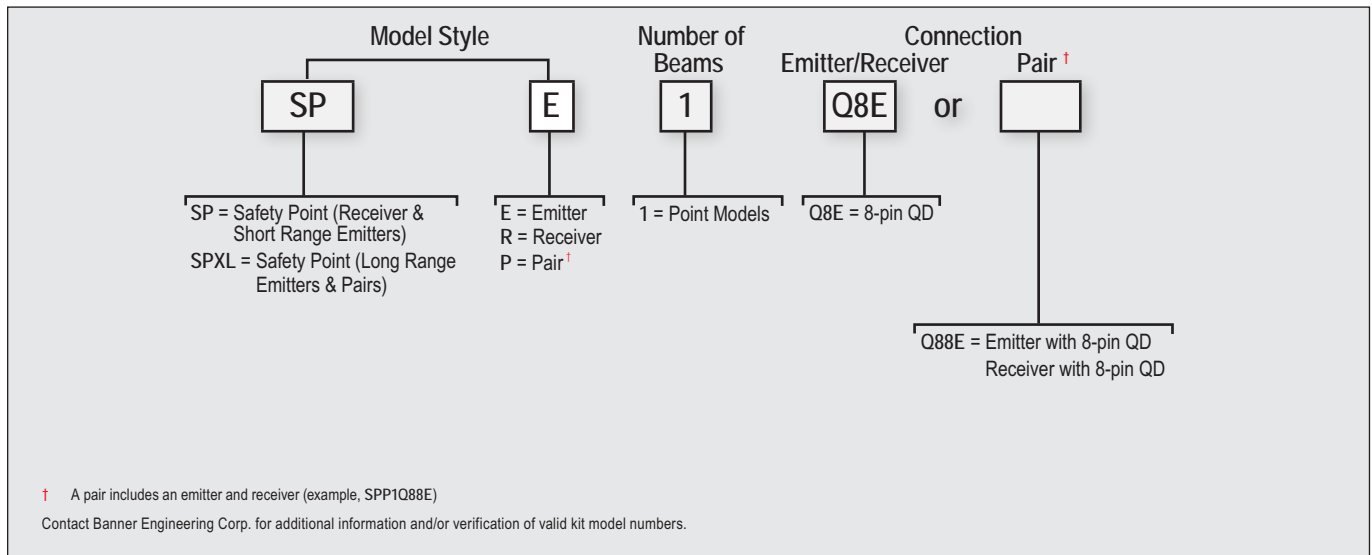 Model Style
Number of
Beams
Connection
Emitter/Receiver
Pair †
SP
E
1
Q8E
or
SP = Safety Point (Receiver &
Short Range Emitters)
SPXL = Safety Point (Long Range
Emitters & Pairs)
E = Emitter
R = Receiver
P = Pair†
1 = Point Models
Q8E = 8-pin QD
Q88E = Emitter with 8-pin QD
Receiver with 8-pin QD
† A pair includes an emitter and receiver (example, SPP1Q88E)
Contact Banner Engineering Corp. for additional information and/or verification of valid kit model numbers.